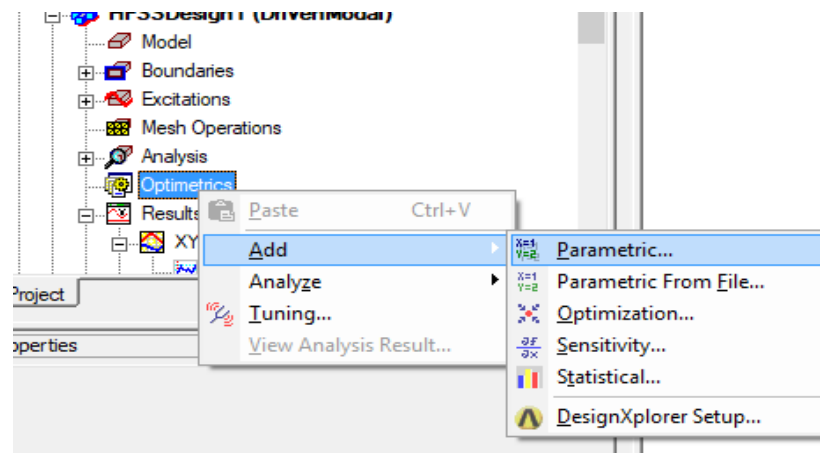 HFSSDesign1 (DrivenModal)
Model
Boundaries
Excitations
Mesh Operations
Analysis
Optimetrics
Results
XY
Project
operties
Paste Ctrl+V
Add
Analyze
Tuning...
View Analysis Result...
Parametric...
Parametric From File...
Optimization...
Sensitivity...
Statistical...
DesignXplorer Setup...